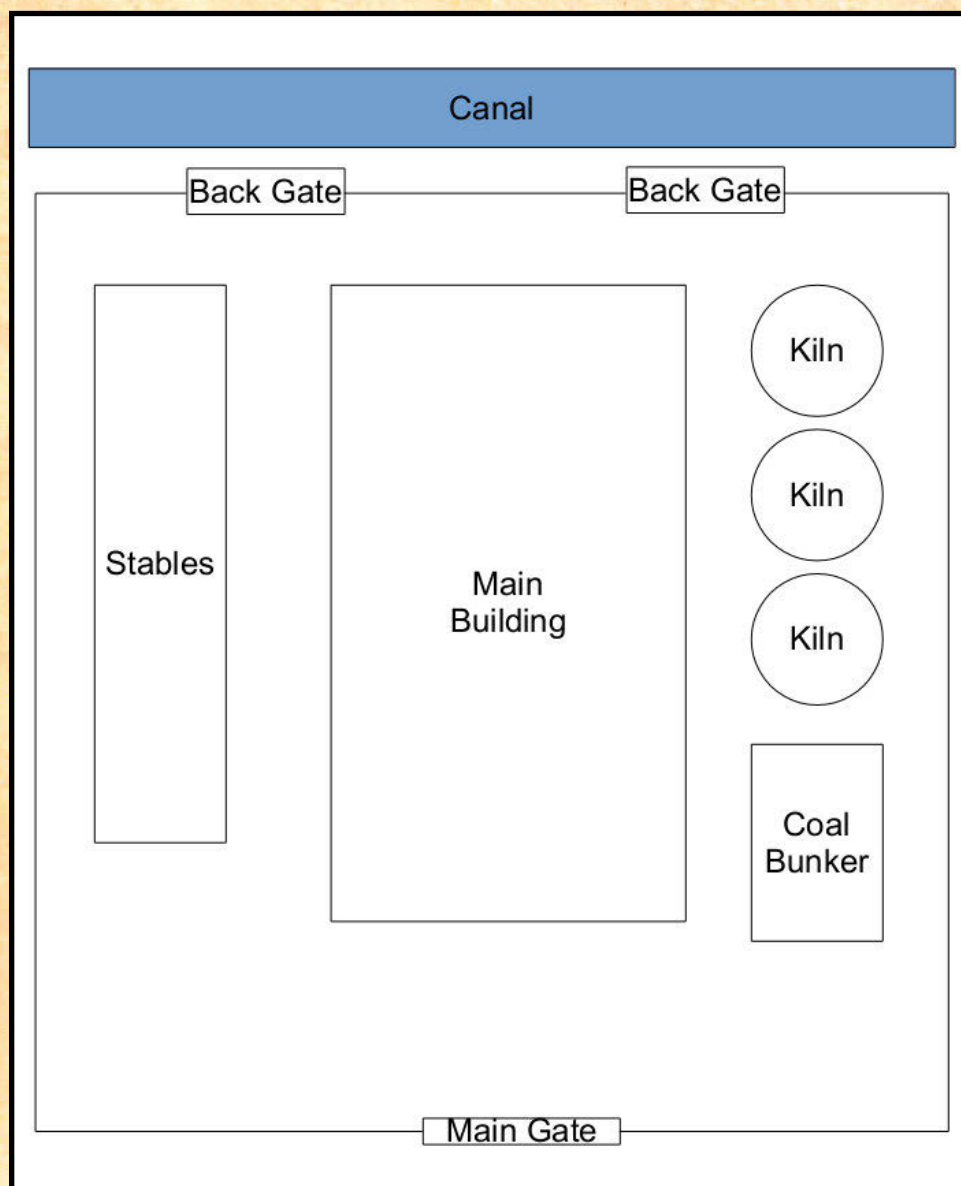 Canal
Back Gate
Back Gate
Kiln
Kiln
Stables
Main
Building
Kiln
Coal
Bunker
Main Gate